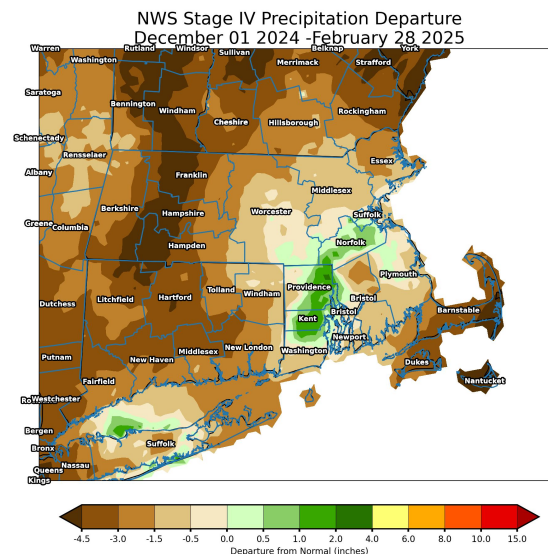 NWS Stage IV Precipitation Departure
December 01 2024 -February 28 2025
Warren Rutland Windsor Sullivan Belknap York
Washington Merrimack Strafford
Saratoga Bennington Windham Cheshire Hillsborough Rockingham
Schenectady Rensselaer Essex
Albany Franklin Middlesex
Greene Columbia Berkshire Hampshire Worcester Suffolk
Hampden Norfolk
Dutchess Litchfield Hartford Tolland Windham Providence Plymouth
Bristol
Kent Bristol Barnstable
Putnam New Haven Middlesex New London Washington Newport
Dukes
Fairfield Nantucket
Westchester
Bergen
Bronx Suffolk
Queens Nassau
Kings
-4.5 -3.0 -1.5 -0.5 0.0 0.5 1.0 2.0 4.0 6.0 8.0 10.0 15.0
Departure from Normal (inches)